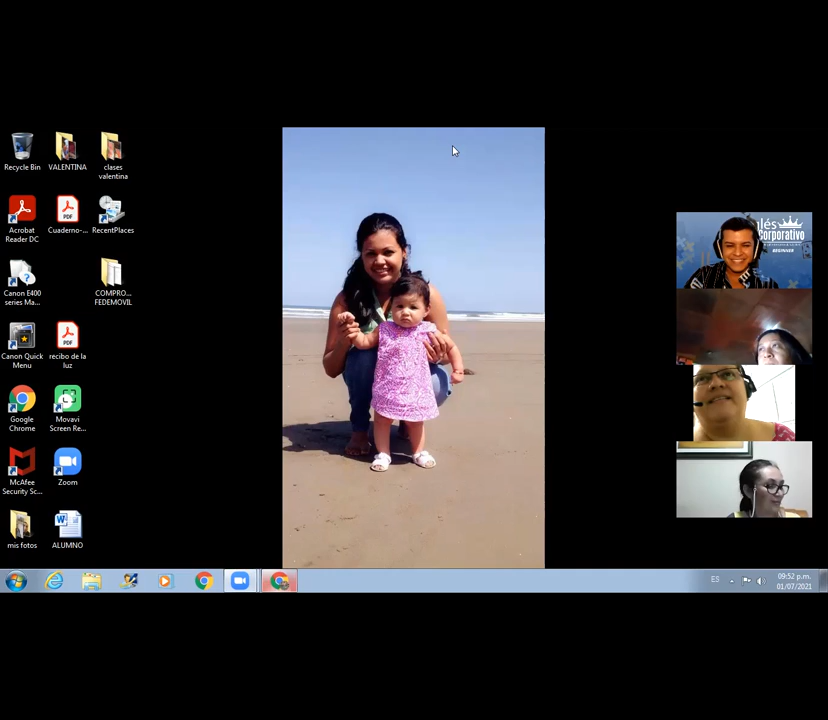 Recycle Bin
VALENTINA
clases
valentina
Acrobat
Reader DC
Cuaderno-...
RecentPlaces
Canon E400
series Ma...
COMPRO...
FEDEMOVIL
Canon Quick
Menu
recibo de la
luz
Google
Chrome
Movavi
Screen Re...
McAfee
Security Sc...
Zoom
mis fotos
ALUMNO
lés
Corporativo
BEGINNER
ES
09:52 p.m.
01/07/2021